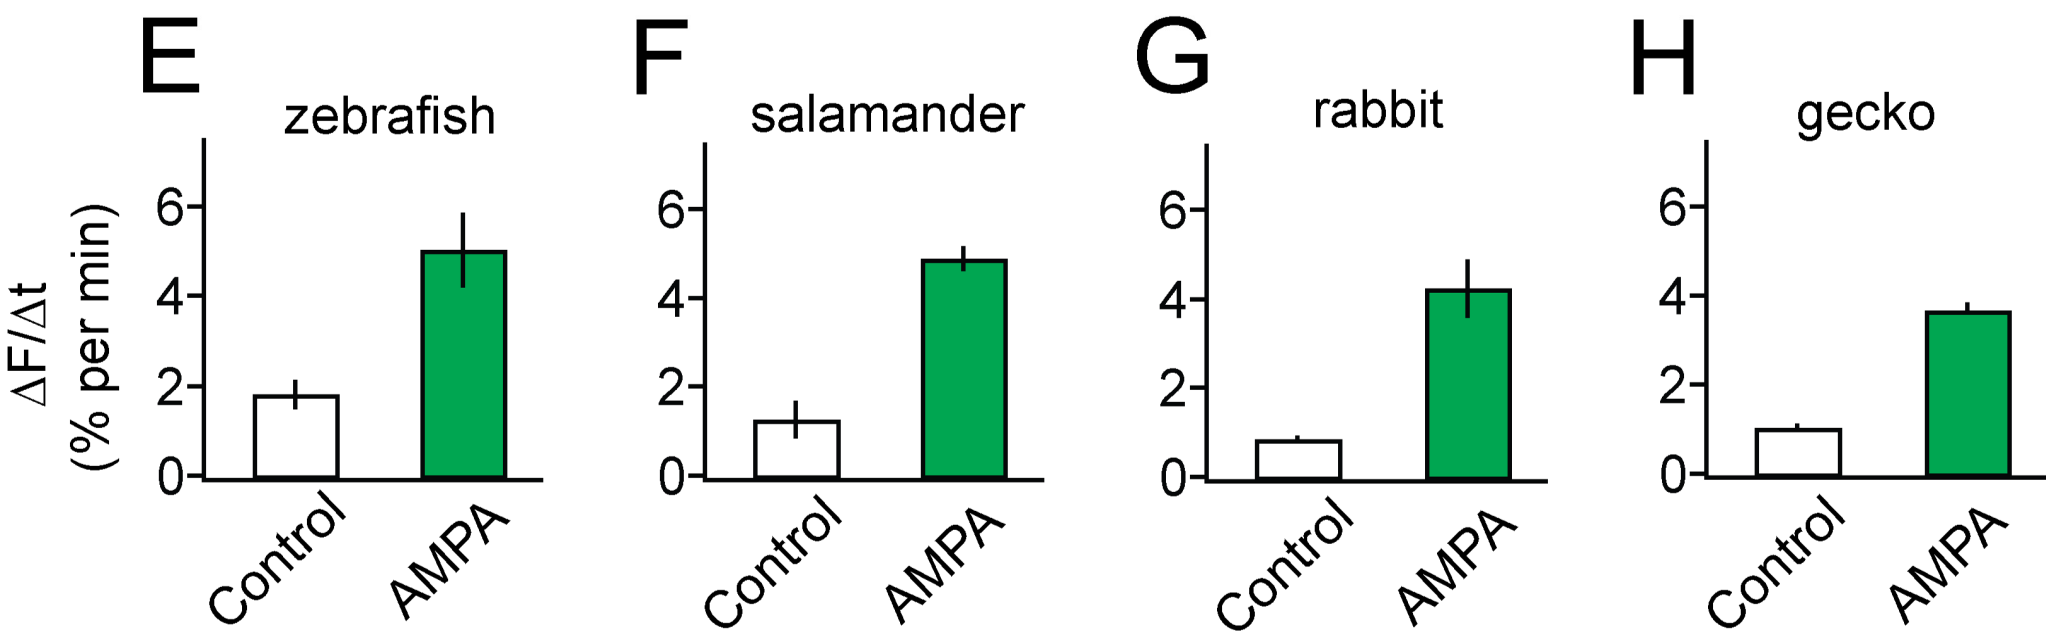 E
zebrafish
ΔF/Δt
(% per min)
6
4
2
0
Control
AMPA
F
salamander
6
4
2
0
Control
AMPA
G
rabbit
6
4
2
0
Control
AMPA
H
gecko
6
4
2
0
Control
AMPA